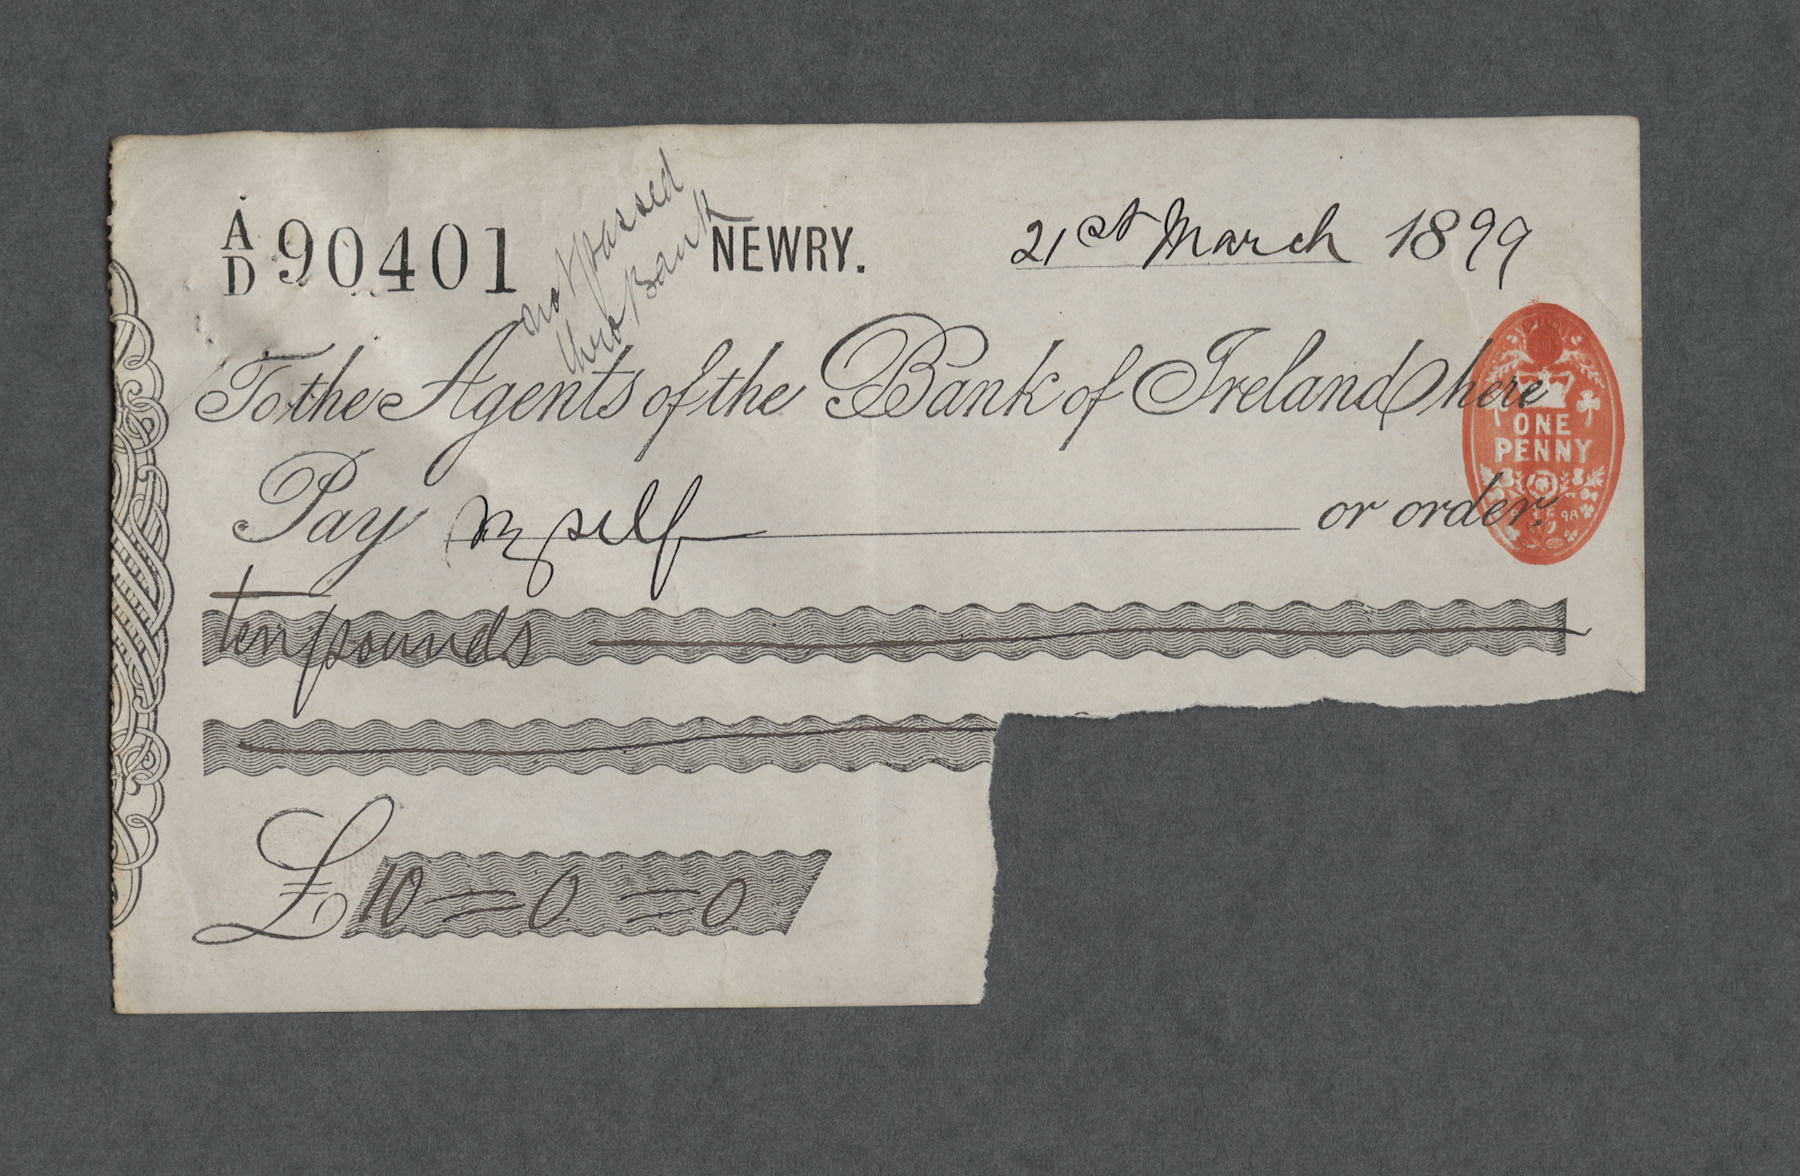 A/D 90401 NEWRY. 21st March 1899
not passed
thro Bank
To the Agents of the Bank of Ireland here
ONE
PENNY
Pay myself or order.
98
ten pounds
£10=0=0